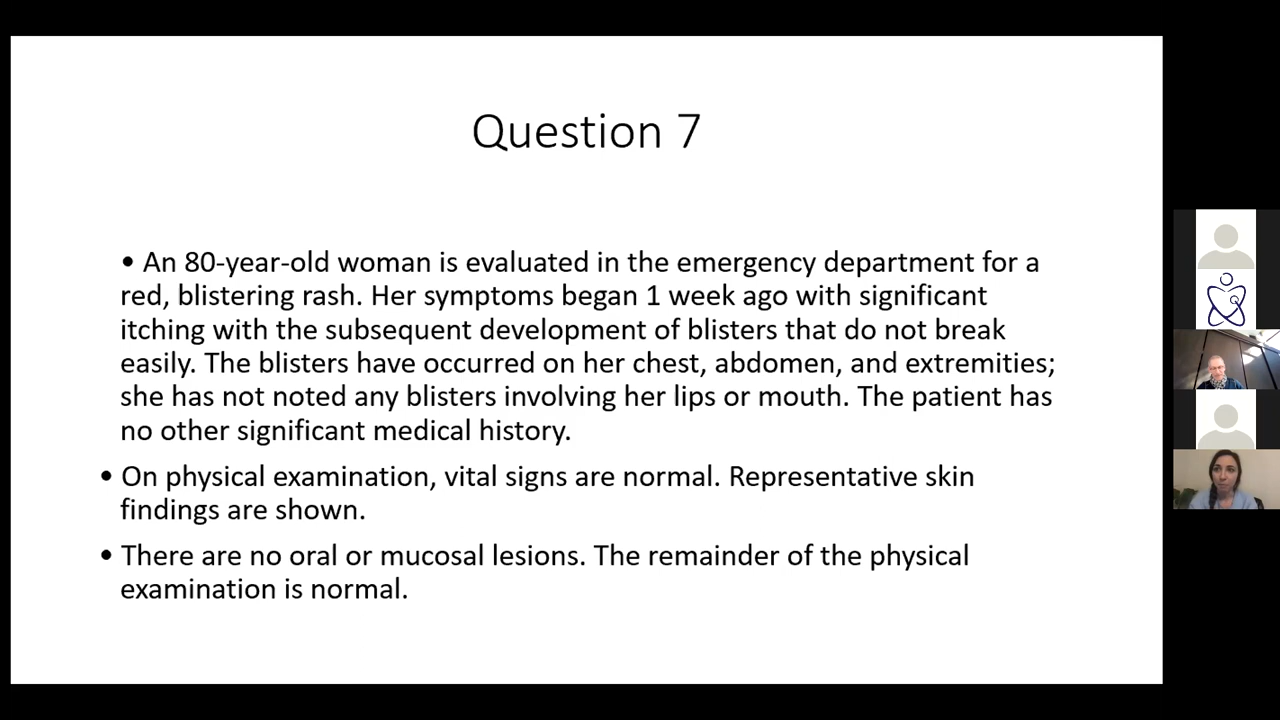 Question 7
• An 80-year-old woman is evaluated in the emergency department for a
red, blistering rash. Her symptoms began 1 week ago with significant
itching with the subsequent development of blisters that do not break
easily. The blisters have occurred on her chest, abdomen, and extremities;
she has not noted any blisters involving her lips or mouth. The patient has
no other significant medical history.
• On physical examination, vital signs are normal. Representative skin
findings are shown.
• There are no oral or mucosal lesions. The remainder of the physical
examination is normal.